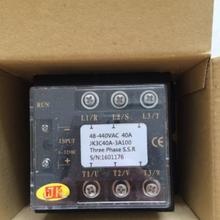 RUN
L1/R L2/S L3/T
INPUT
48-440VAC 40A
JK3C40A-3A100
Three Phase S.S.R
S/N:1601176
T1/U T2/V T3/W